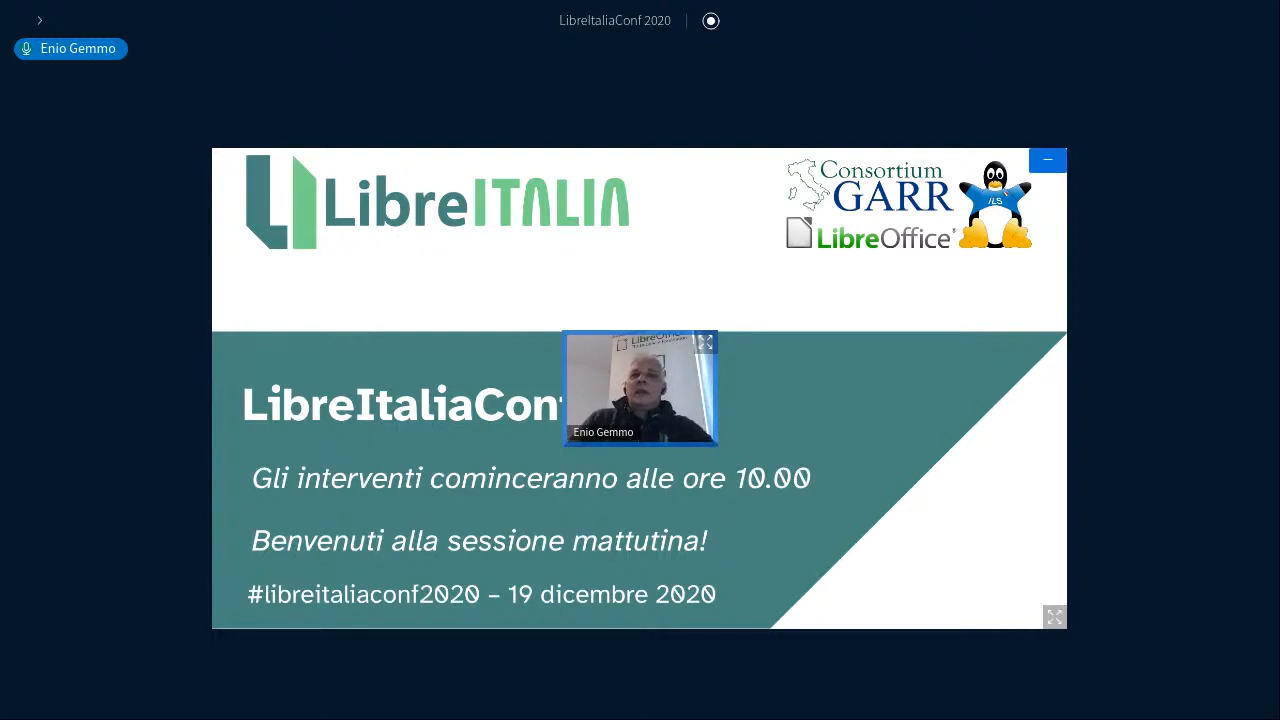 LibreItaliaConf 2020
Enio Gemmo
LibreITALIA
Consortium
GARR
ILS
LibreOffice®
LibreOffice
LibreItaliaConf
Enio Gemmo
Gli interventi cominceranno alle ore 10.00
Benvenuti alla sessione mattutina!
#libreitaliaconf2020 – 19 dicembre 2020